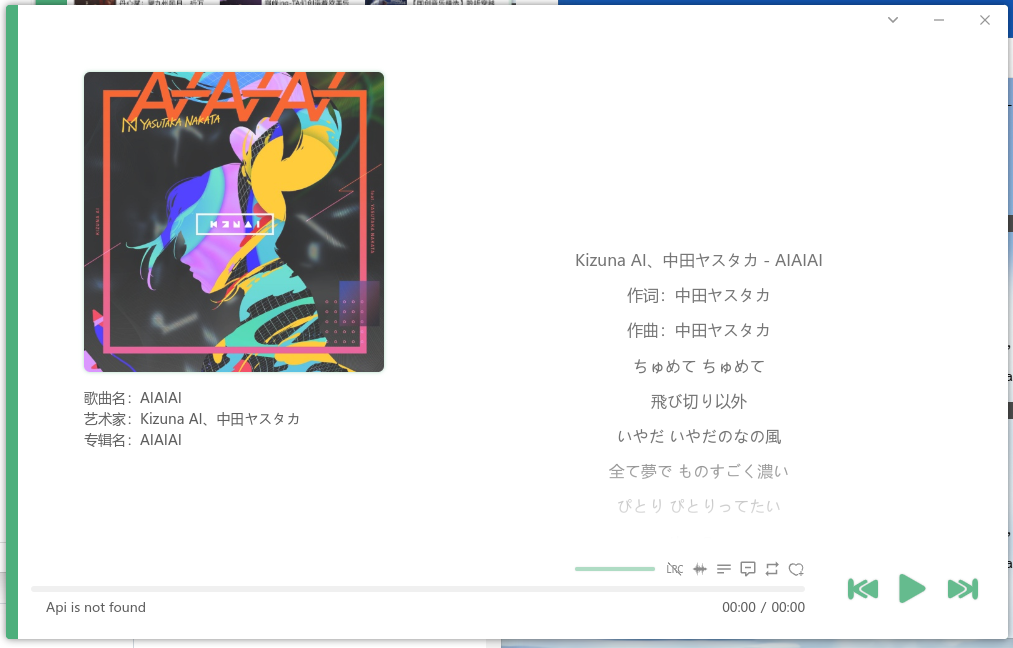 AIAIAI
YASUTAKA NAKATA
歌曲名：AIAIAI
艺术家：Kizuna AI、中田ヤスタカ
专辑名：AIAIAI
Kizuna AI、中田ヤスタカ - AIAIAI
作词：中田ヤスタカ
作曲：中田ヤスタカ
ちゅめて ちゅめて
飛び切り以外
いやだ いやだのなの風
全て夢で ものすごく濃い
ぴとり ぴとりってたい
LRC
Api is not found
00:00 / 00:00